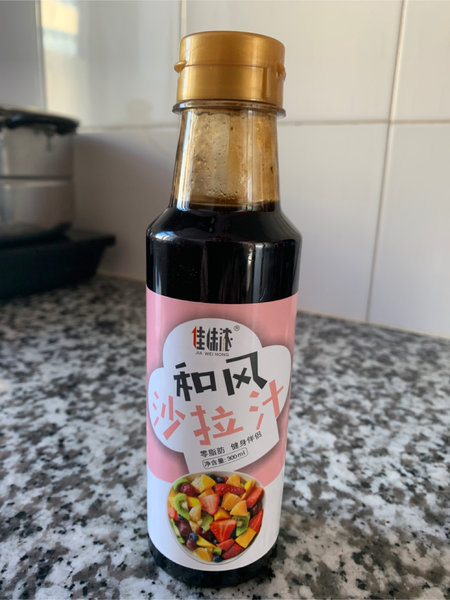 佳味浓®
JIA WEI NONG
和风
沙拉汁
零脂肪 健身伴侣
净含量:300ml